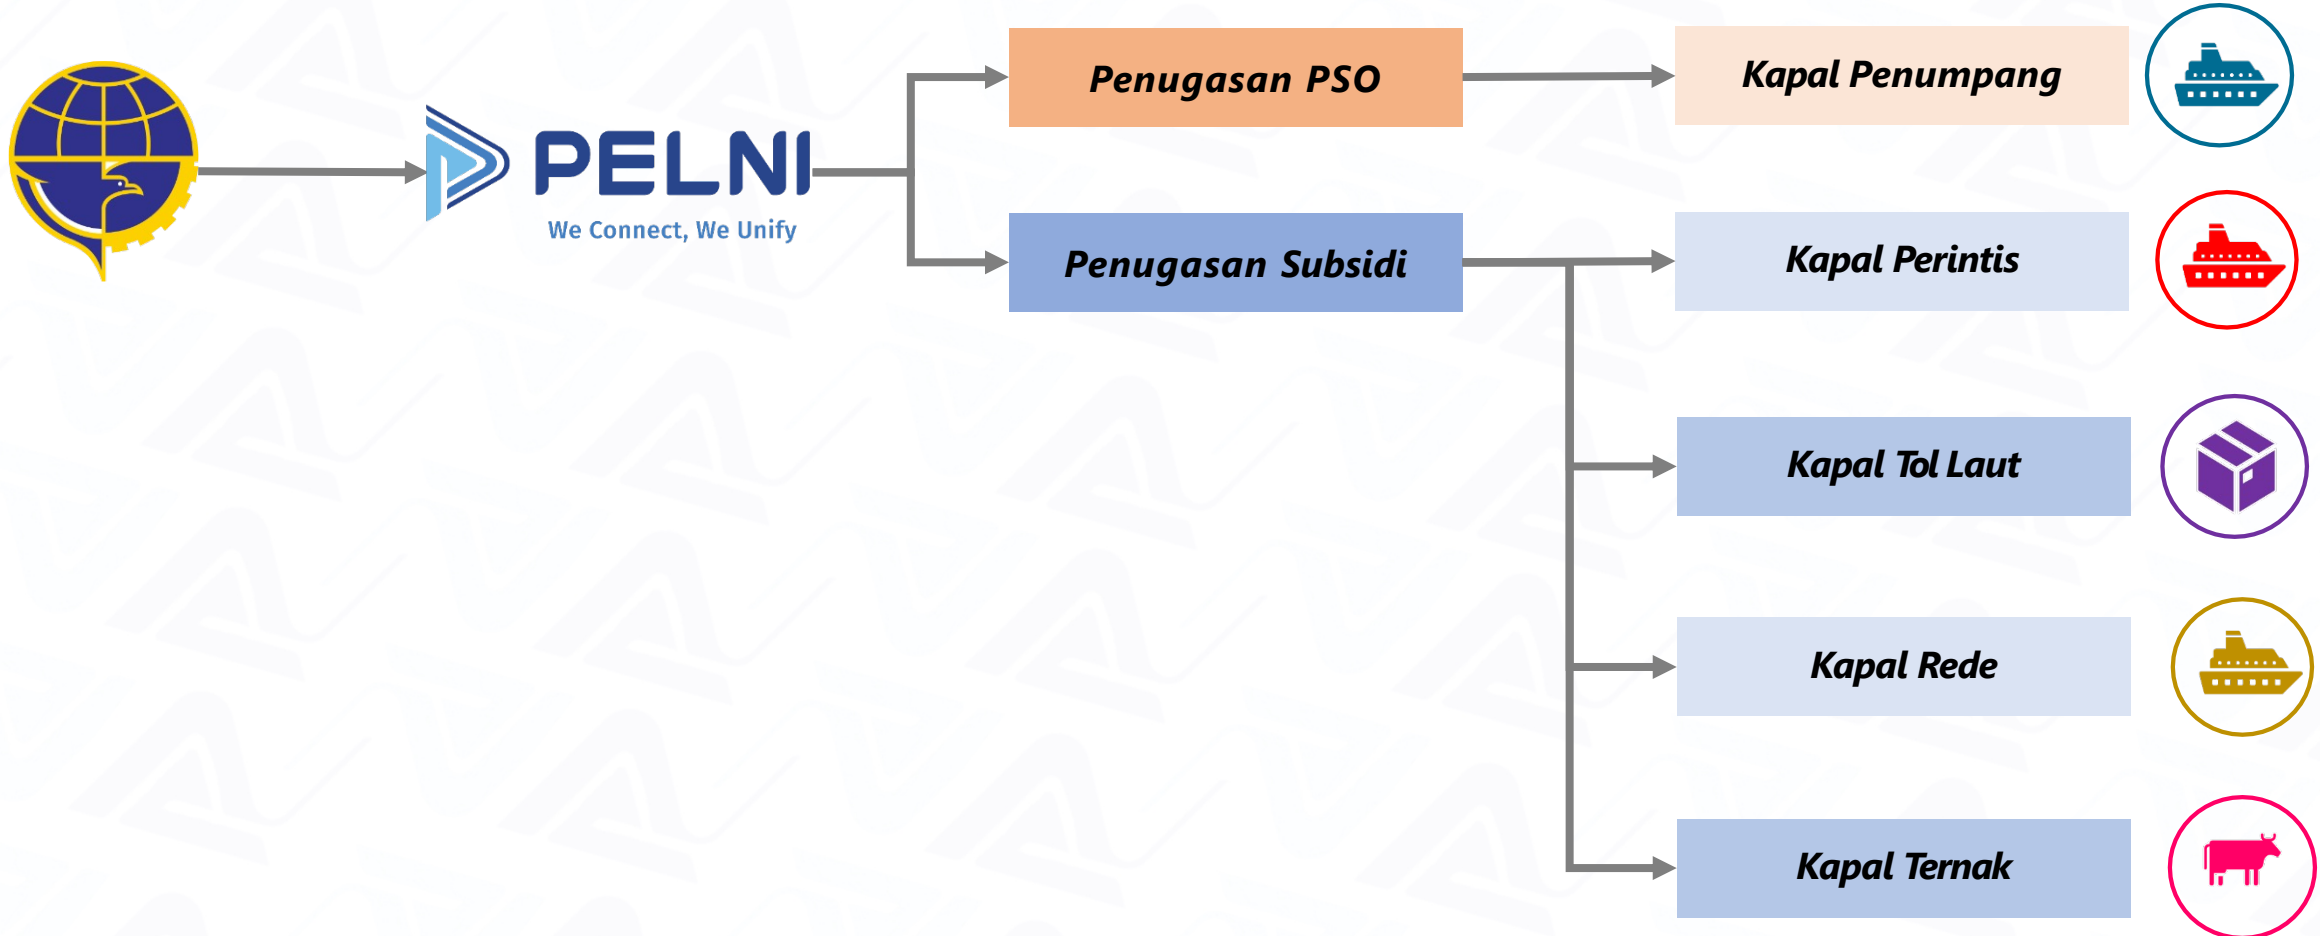 PELNI
We Connect, We Unify
Penugasan PSO
Penugasan Subsidi
Kapal Penumpang
Kapal Perintis
Kapal Tol Laut
Kapal Rede
Kapal Ternak